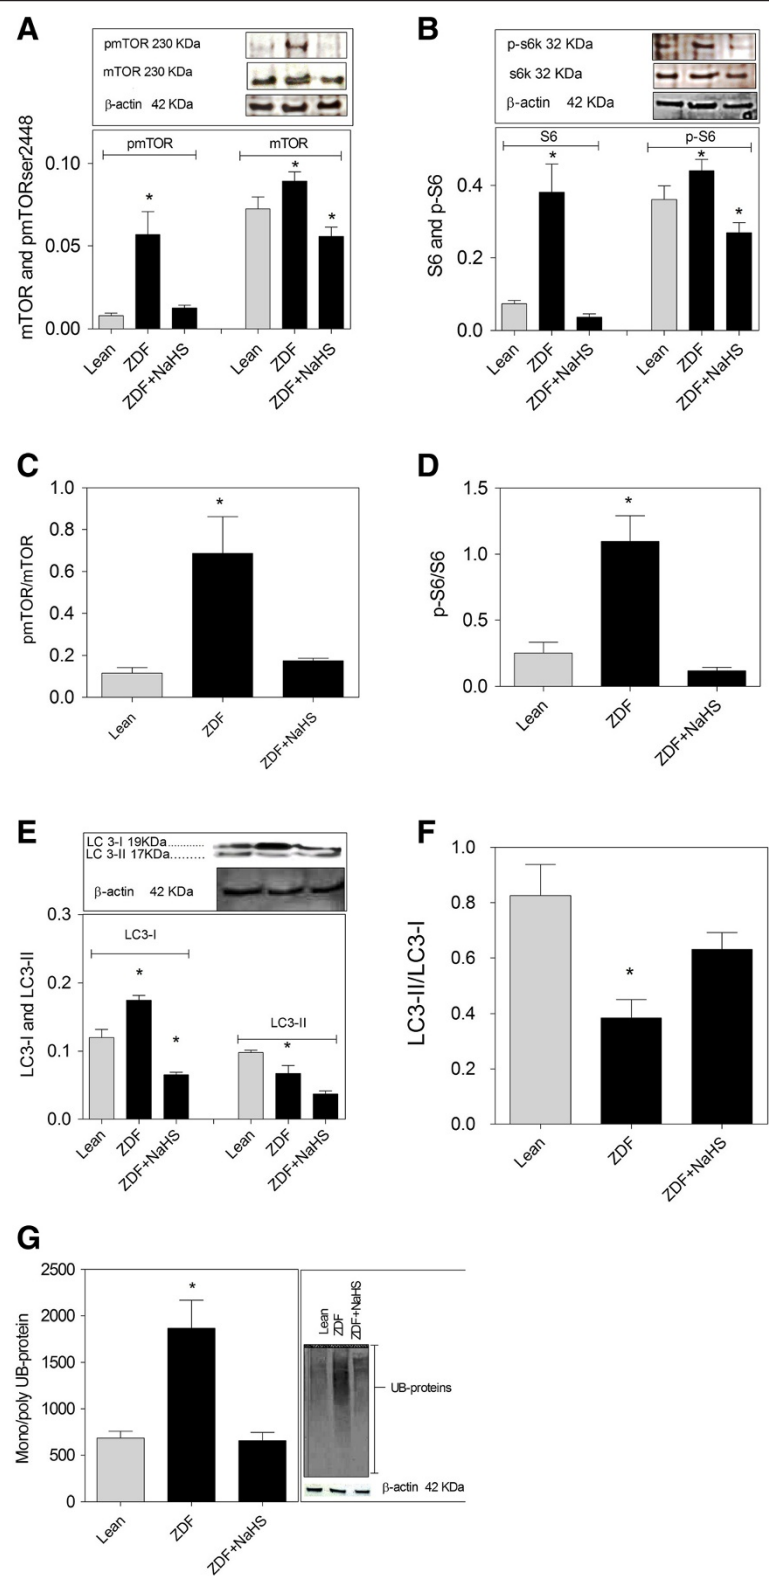 A
pmTOR 230 KDa
mTOR 230 KDa
β-actin 42 KDa
pmTOR
mTOR
mTOR and pmTORser2448
0.10
0.05
0.00
*
*
*
Lean
ZDF
ZDF+NaHS
Lean
ZDF
ZDF+NaHS
B
p-s6k 32 KDa
s6k 32 KDa
β-actin 42 KDa
S6
p-S6
S6 and p-S6
0.4
0.2
0.0
*
*
*
Lean
ZDF
ZDF+NaHS
Lean
ZDF
ZDF+NaHS
C
pmTOR/mTOR
1.0
0.8
0.6
0.4
0.2
0.0
*
Lean
ZDF
ZDF+NaHS
D
p-S6/S6
1.5
1.0
0.5
0.0
*
Lean
ZDF
ZDF+NaHS
E
LC 3-I 19KDa...........
LC 3-II 17KDa.........
β-actin 42 KDa
LC3-I
LC3-II
LC3-I and LC3-II
0.3
0.2
0.1
0.0
*
*
*
Lean
ZDF
ZDF+NaHS
Lean
ZDF
ZDF+NaHS
F
LC3-II/LC3-I
1.0
0.8
0.6
0.4
0.2
0.0
*
Lean
ZDF
ZDF+NaHS
G
Mono/poly UB-protein
2500
2000
1500
1000
500
0
*
Lean
ZDF
ZDF+NaHS
Lean
ZDF
ZDF+NaHS
UB-proteins
β-actin 42 KDa